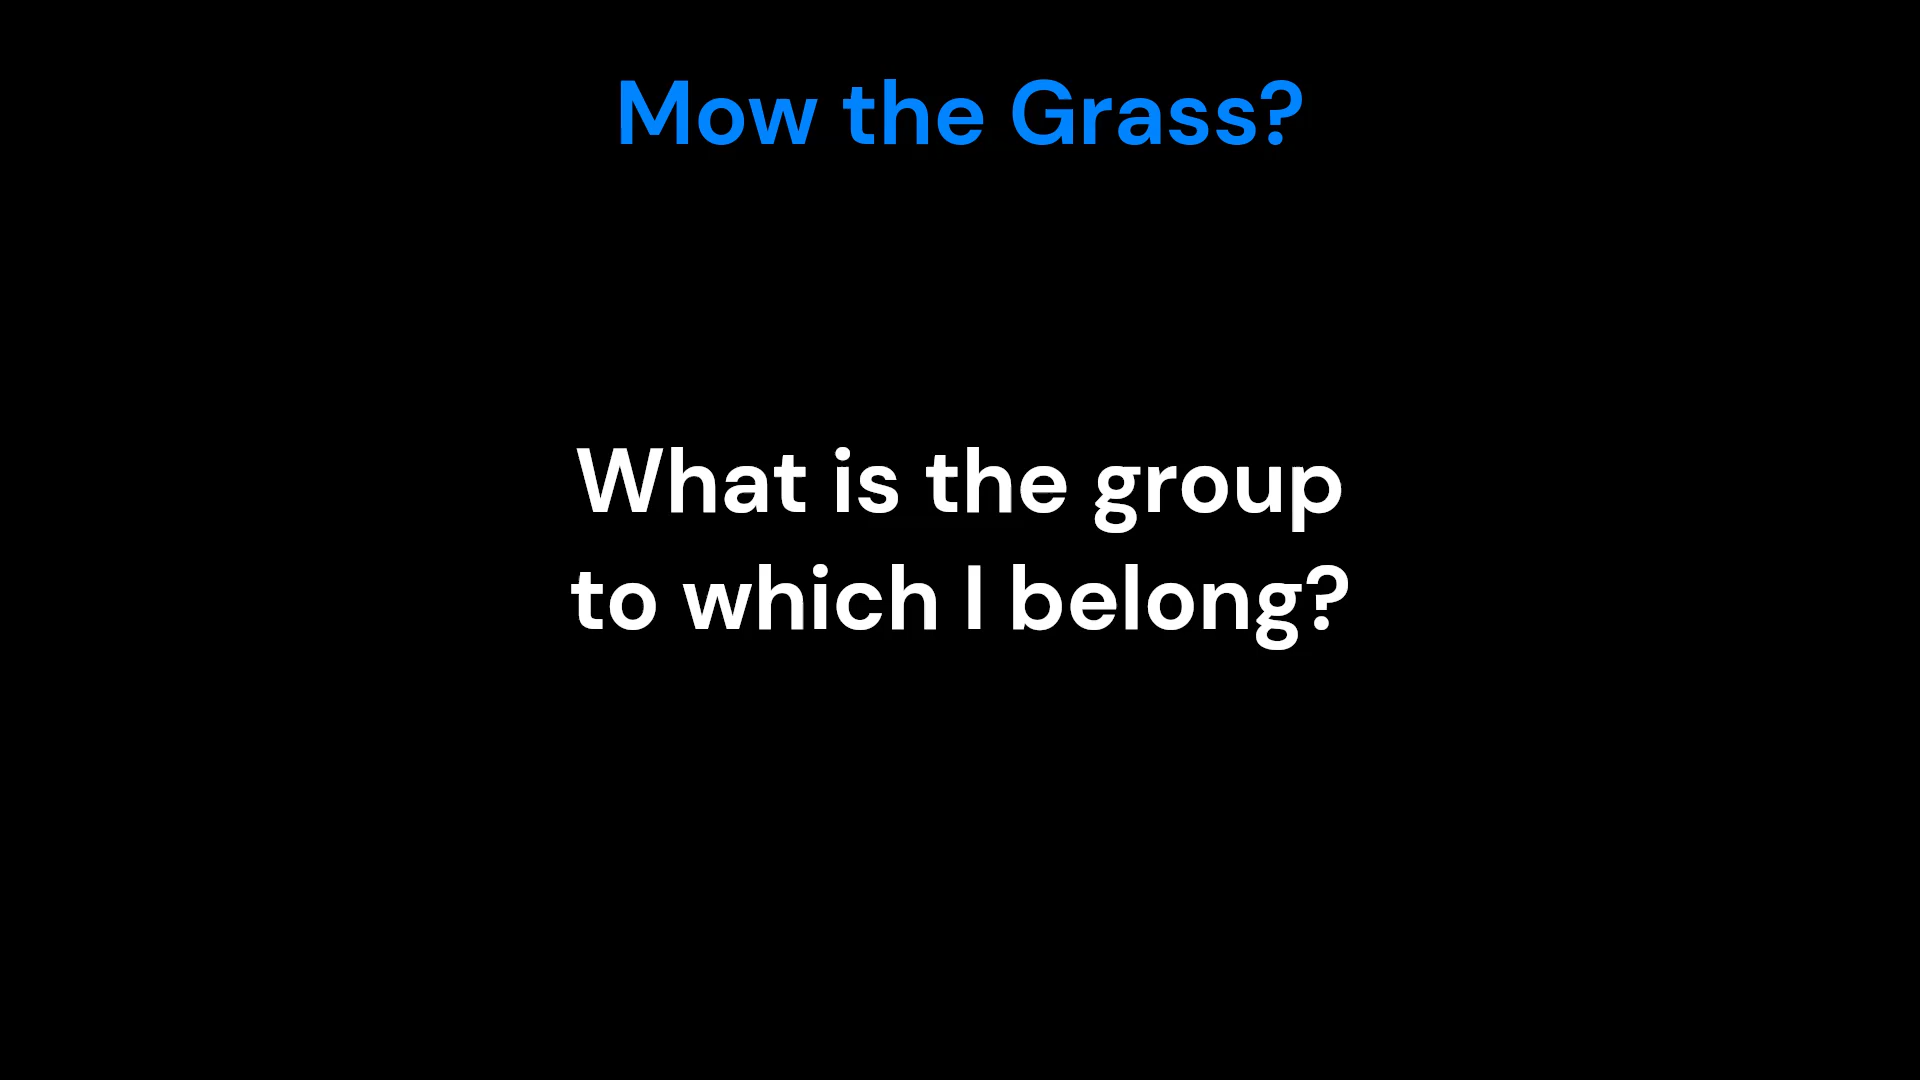 Mow the Grass?
What is the group
to which I belong?